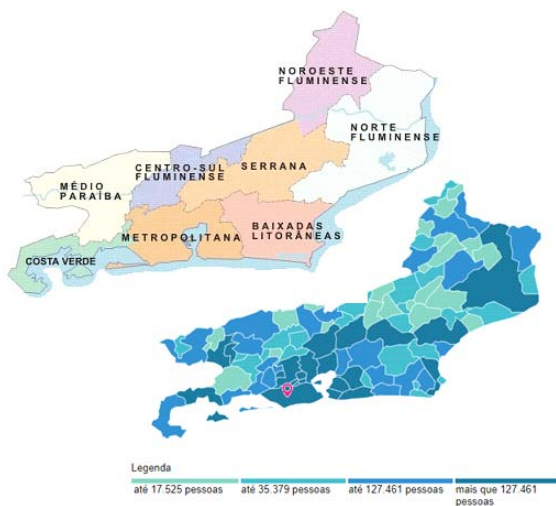 NOROESTE
FLUMINENSE
NORTE
FLUMINENSE
CENTRO-SUL
FLUMINENSE
SERRANA
MÉDIO
PARAÍBA
METROPOLITANA
BAIXADAS
LITORÂNEAS
COSTA VERDE
Legenda
até 17.525 pessoas
até 35.379 pessoas
até 127.461 pessoas
mais que 127.461
pessoas